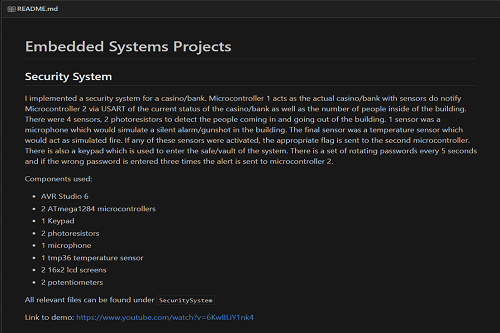 README.md
Embedded Systems Projects
Security System
I implemented a security system for a casino/bank. Microcontroller 1 acts as the actual casino/bank with sensors do notify
Microcontroller 2 via USART of the current status of the casino/bank as well as the number of people inside of the building.
There were 4 sensors, 2 photoresistors to detect the people coming in and going out of the building. 1 sensor was a
microphone which would simulate a silent alarm/gunshot in the building. The final sensor was a temperature sensor which
would act as simulated fire. If any of these sensors were activated, the appropriate flag is sent to the second microcontroller.
There is also a keypad which is used to enter the safe/vault of the system. There is a set of rotating passwords every 5 seconds
and if the wrong password is entered three times the alert is sent to microcontroller 2.
Components used:
• AVR Studio 6
• 2 ATmega1284 microcontrollers
• 1 Keypad
• 2 photoresistors
• 1 microphone
• 1 tmp36 temperature sensor
• 2 16x2 lcd screens
• 2 potentiometers
All relevant files can be found under SecuritySystem
Link to demo: https://www.youtube.com/watch?v=6Kw8LiY1nk4